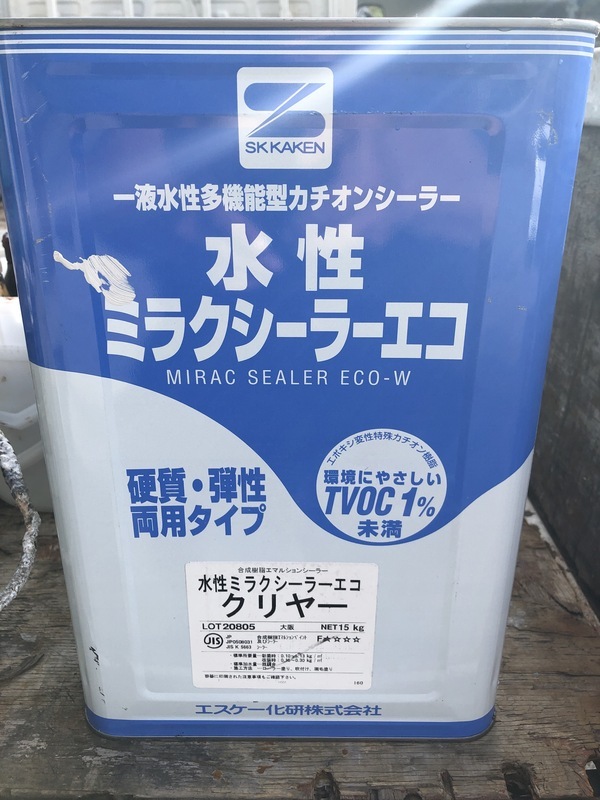 SK KAKEN
一液水性多機能型カチオンシーラー
水性
ミラクシーラーエコ
MIRAC SEALER ECO-W
エポキシ変性特殊カチオン樹脂
環境にやさしい
TVOC 1%
未満
硬質・弾性
両用タイプ
合成樹脂エマルションシーラー
水性ミラクシーラーエコ
クリヤー
LOT 20805 大阪 NET 15 kg
JIS
JIS K 5663
F☆☆☆☆
エスケー化研株式会社